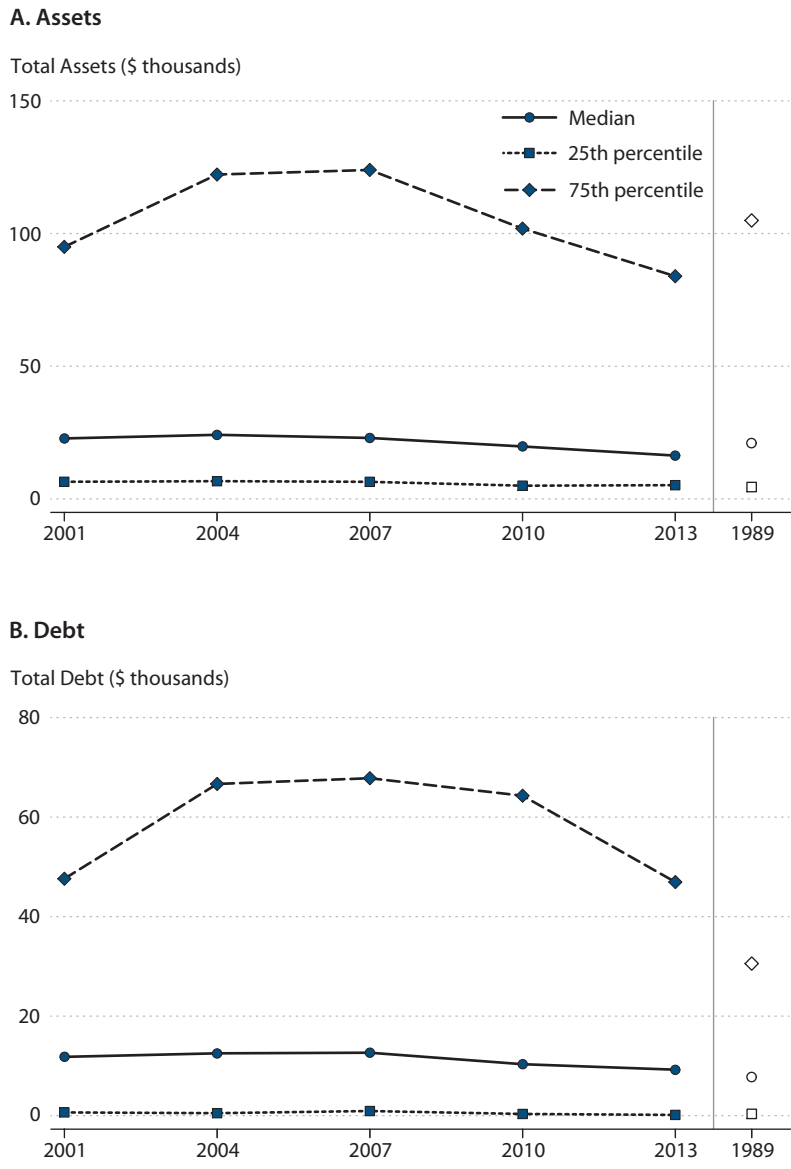 A. Assets
Total Assets ($ thousands)
150
Median
25th percentile
75th percentile
100
50
0
2001 2004 2007 2010 2013 1989
B. Debt
Total Debt ($ thousands)
80
60
40
20
0
2001 2004 2007 2010 2013 1989